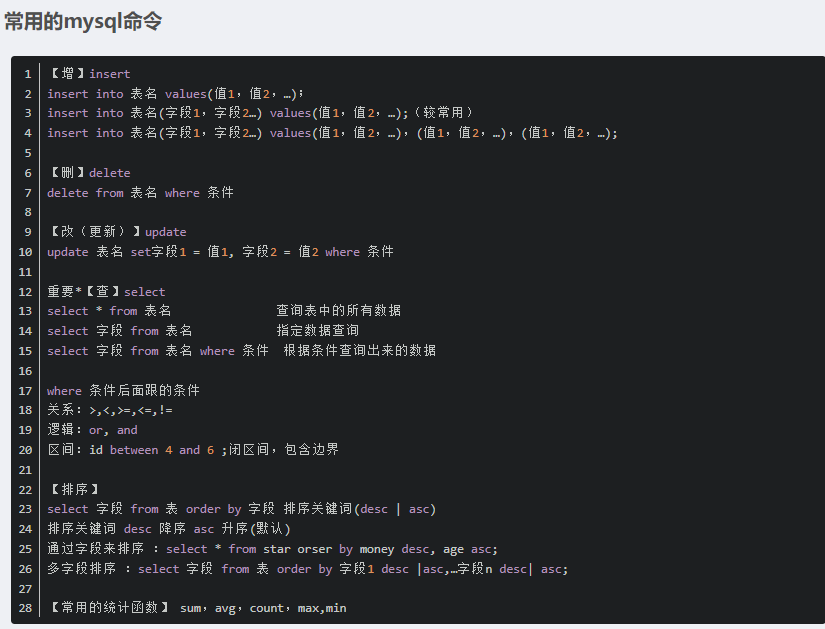 常用的mysql命令
1 【增】insert
2 insert into 表名 values(值1，值2，…);
3 insert into 表名(字段1，字段2…) values(值1，值2，…);（较常用）
4 insert into 表名(字段1，字段2…) values(值1，值2，…)，(值1，值2，…)，(值1，值2，…);
5
6 【删】delete
7 delete from 表名 where 条件
8
9 【改（更新）】update
10 update 表名 set字段1 = 值1, 字段2 = 值2 where 条件
11
12 重要*【查】select
13 select * from 表名 查询表中的所有数据
14 select 字段 from 表名 指定数据查询
15 select 字段 from 表名 where 条件 根据条件查询出来的数据
16
17 where 条件后面跟的条件
18 关系：>,<,>=,<=,!=
19 逻辑：or, and
20 区间：id between 4 and 6 ;闭区间，包含边界
21
22 【排序】
23 select 字段 from 表 order by 字段 排序关键词(desc | asc)
24 排序关键词 desc 降序 asc 升序(默认)
25 通过字段来排序 ：select * from star orser by money desc, age asc;
26 多字段排序 ：select 字段 from 表 order by 字段1 desc |asc,…字段n desc| asc;
27
28 【常用的统计函数】 sum，avg，count，max,min